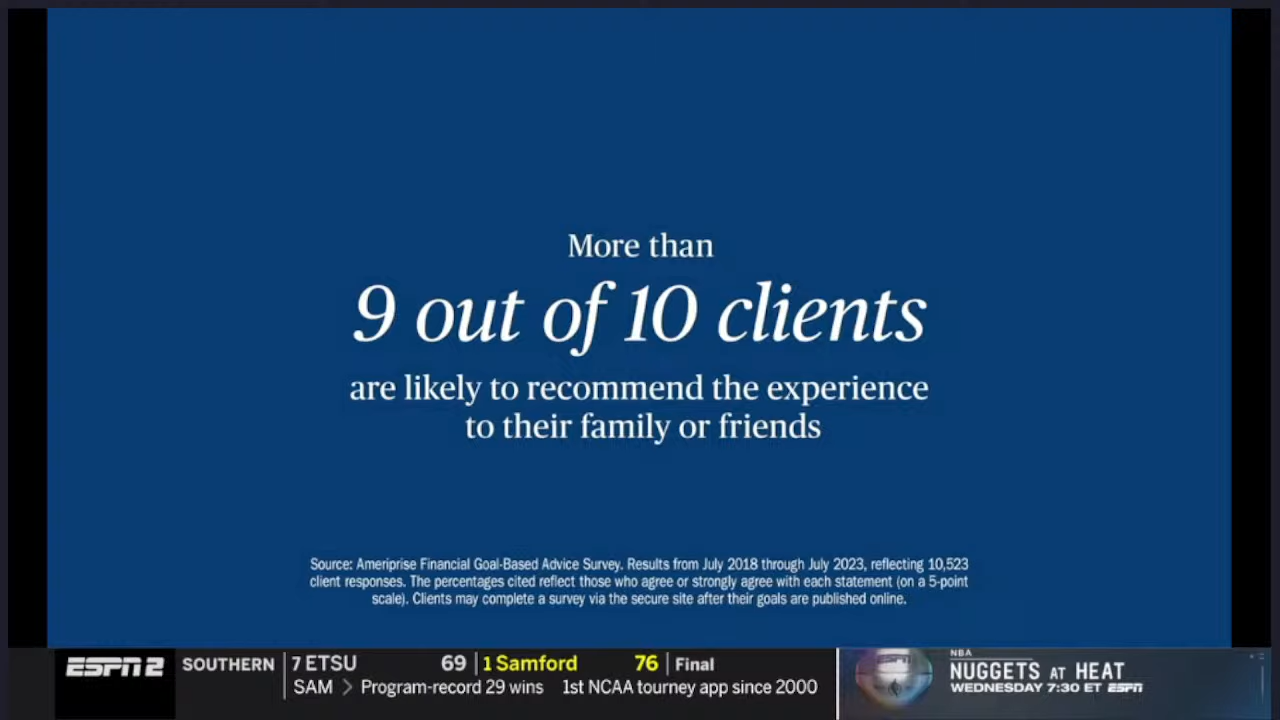 More than
9 out of 10 clients
are likely to recommend the experience
to their family or friends
Source: Ameriprise Financial Goal-Based Advice Survey. Results from July 2018 through July 2023, reflecting 10,523
client responses. The percentages cited reflect those who agree or strongly agree with each statement (on a 5-point
scale). Clients may complete a survey via the secure site after their goals are published online.
ESPN2 SOUTHERN 7 ETSU 69 1 Samford 76 Final
SAM > Program-record 29 wins 1st NCAA tourney app since 2000
NBA
NUGGETS AT HEAT
WEDNESDAY 7:30 ET ESPN